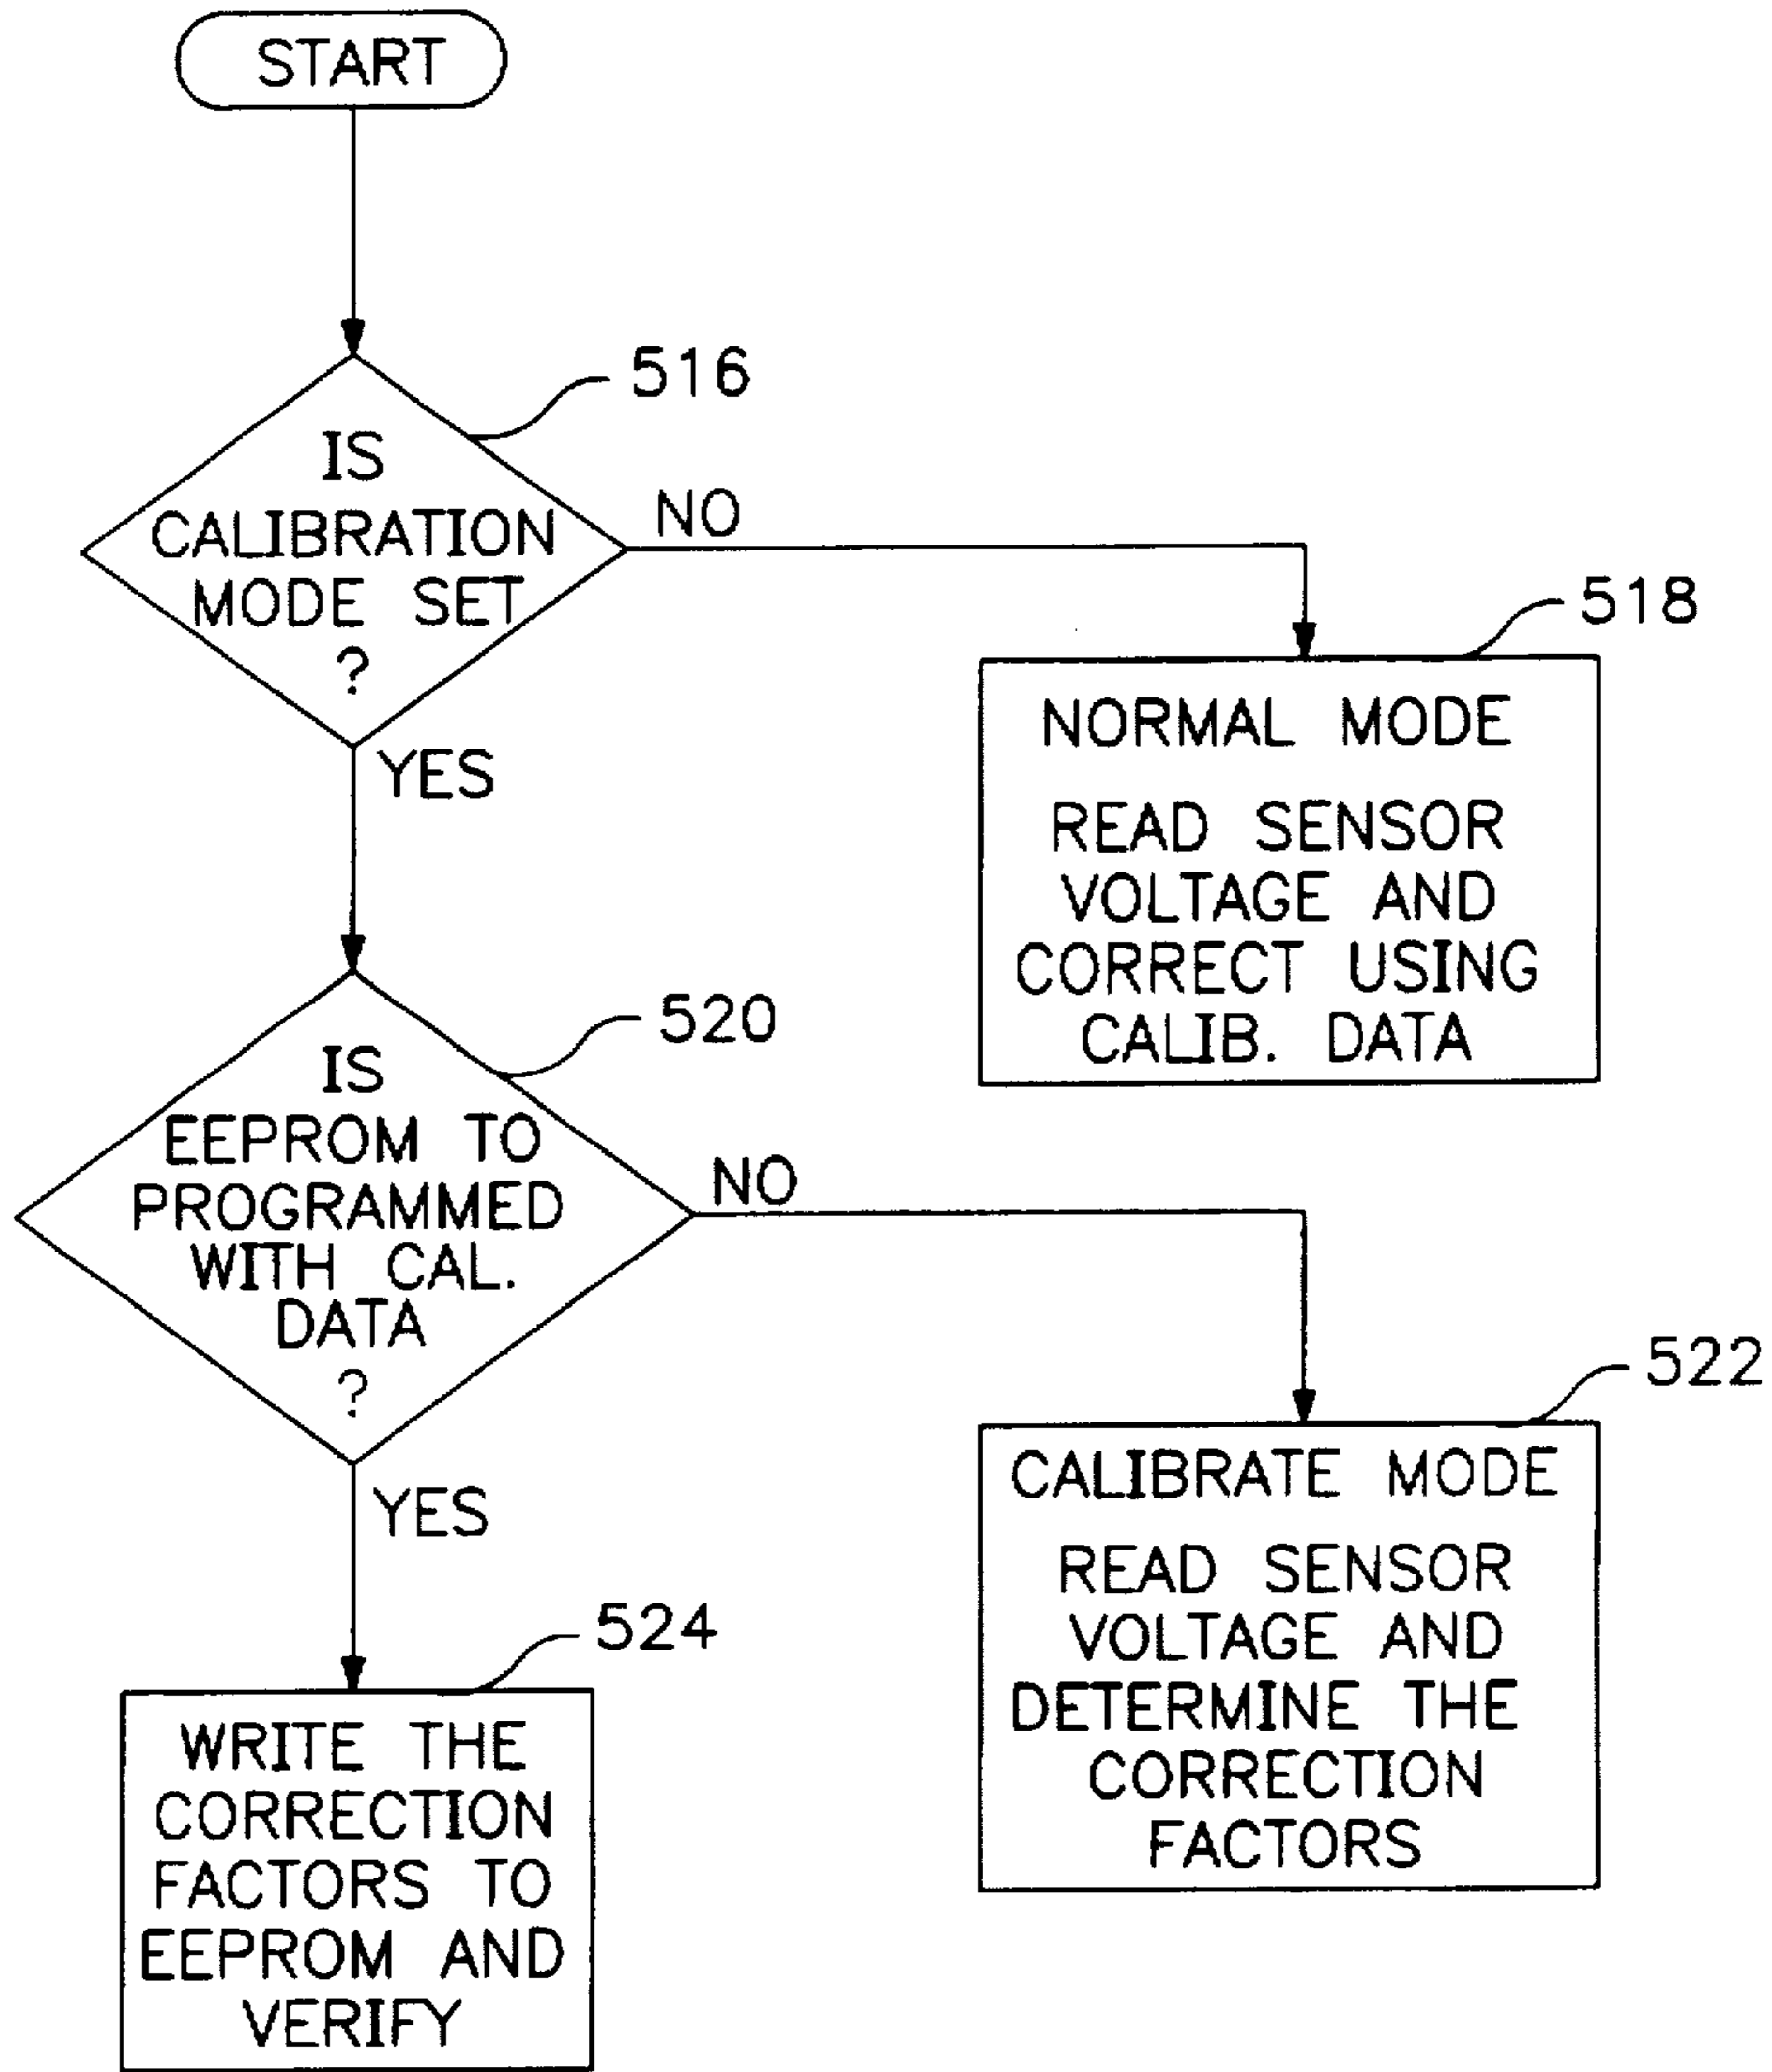 START
516
IS
CALIBRATION
MODE SET
?
NO
YES
518
NORMAL MODE
READ SENSOR
VOLTAGE AND
CORRECT USING
CALIB. DATA
520
IS
EEPROM TO
PROGRAMMED
WITH CAL.
DATA
?
NO
YES
522
CALIBRATE MODE
READ SENSOR
VOLTAGE AND
DETERMINE THE
CORRECTION
FACTORS
524
WRITE THE
CORRECTION
FACTORS TO
EEPROM AND
VERIFY